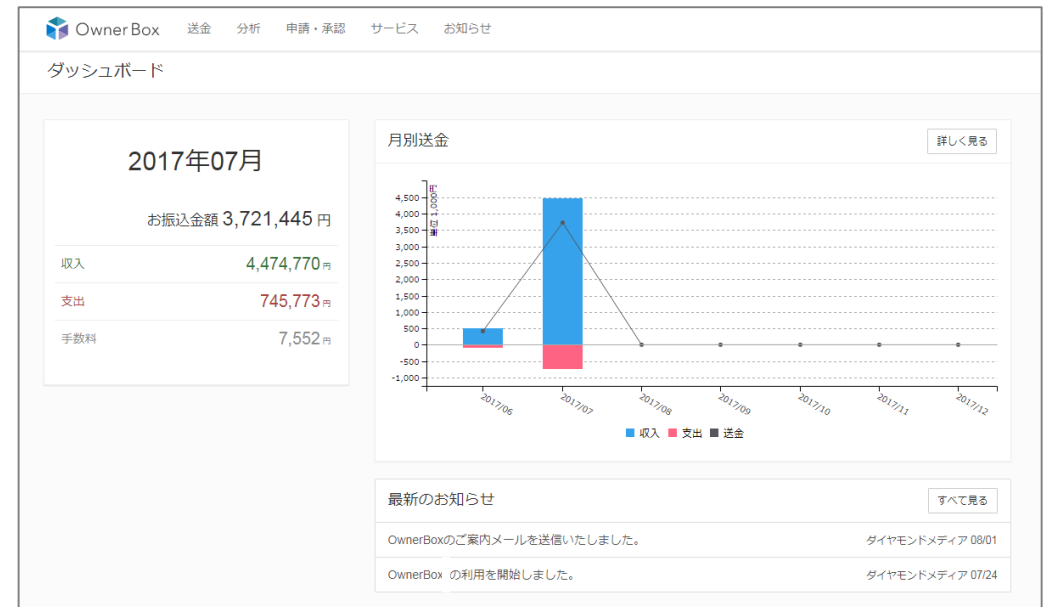 OwnerBox 送金 分析 申請・承認 サービス お知らせ
ダッシュボード
2017年07月
お振込金額 3,721,445 円
収入 4,474,770 円
支出 745,773 円
手数料 7,552 円
月別送金 詳しく見る
単位 1,000円
4,500
4,000
3,500
3,000
2,500
2,000
1,500
1,000
500
0
-500
-1,000
2017/06 2017/07 2017/08 2017/09 2017/10 2017/11 2017/12
収入 支出 送金
最新のお知らせ すべて見る
OwnerBoxのご案内メールを送信いたしました。 ダイヤモンドメディア 08/01
OwnerBox の利用を開始しました。 ダイヤモンドメディア 07/24